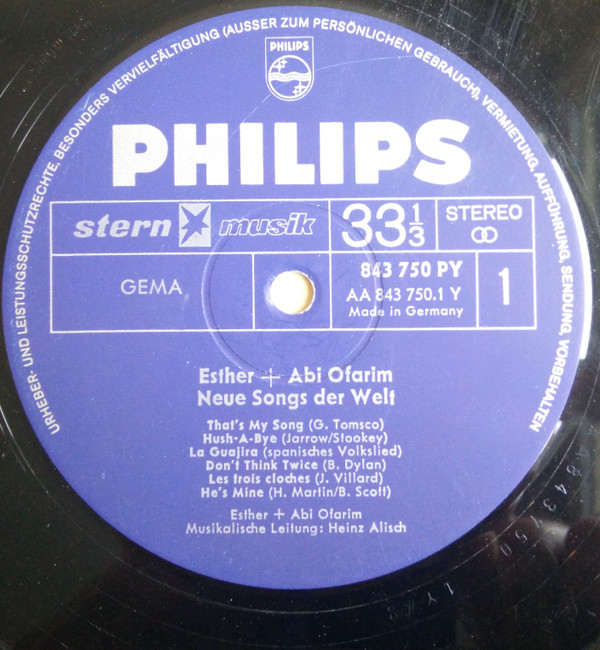 URHEBER- UND LEISTUNGSSCHUTZRECHTE, BESONDERS VERVIELFÄLTIGUNG (AUSSER ZUM PERSÖNLICHEN GEBRAUCH), VERMIETUNG, AUFFÜHRUNG, SENDUNG, VORBEHALTEN
PHILIPS
PHILIPS
stern musik
33 1/3
STEREO
GEMA
843 750 PY
AA 843 750.1 Y
Made in Germany
1
Esther + Abi Ofarim
Neue Songs der Welt
That's My Song (G. Tomsco)
Hush-A-Bye (Jarrow/Stookey)
La Guajira (spanisches Volkslied)
Don't Think Twice (B. Dylan)
Les trois cloches (J. Villard)
He's Mine (H. Martin/B. Scott)
Esther + Abi Ofarim
Musikalische Leitung: Heinz Alisch